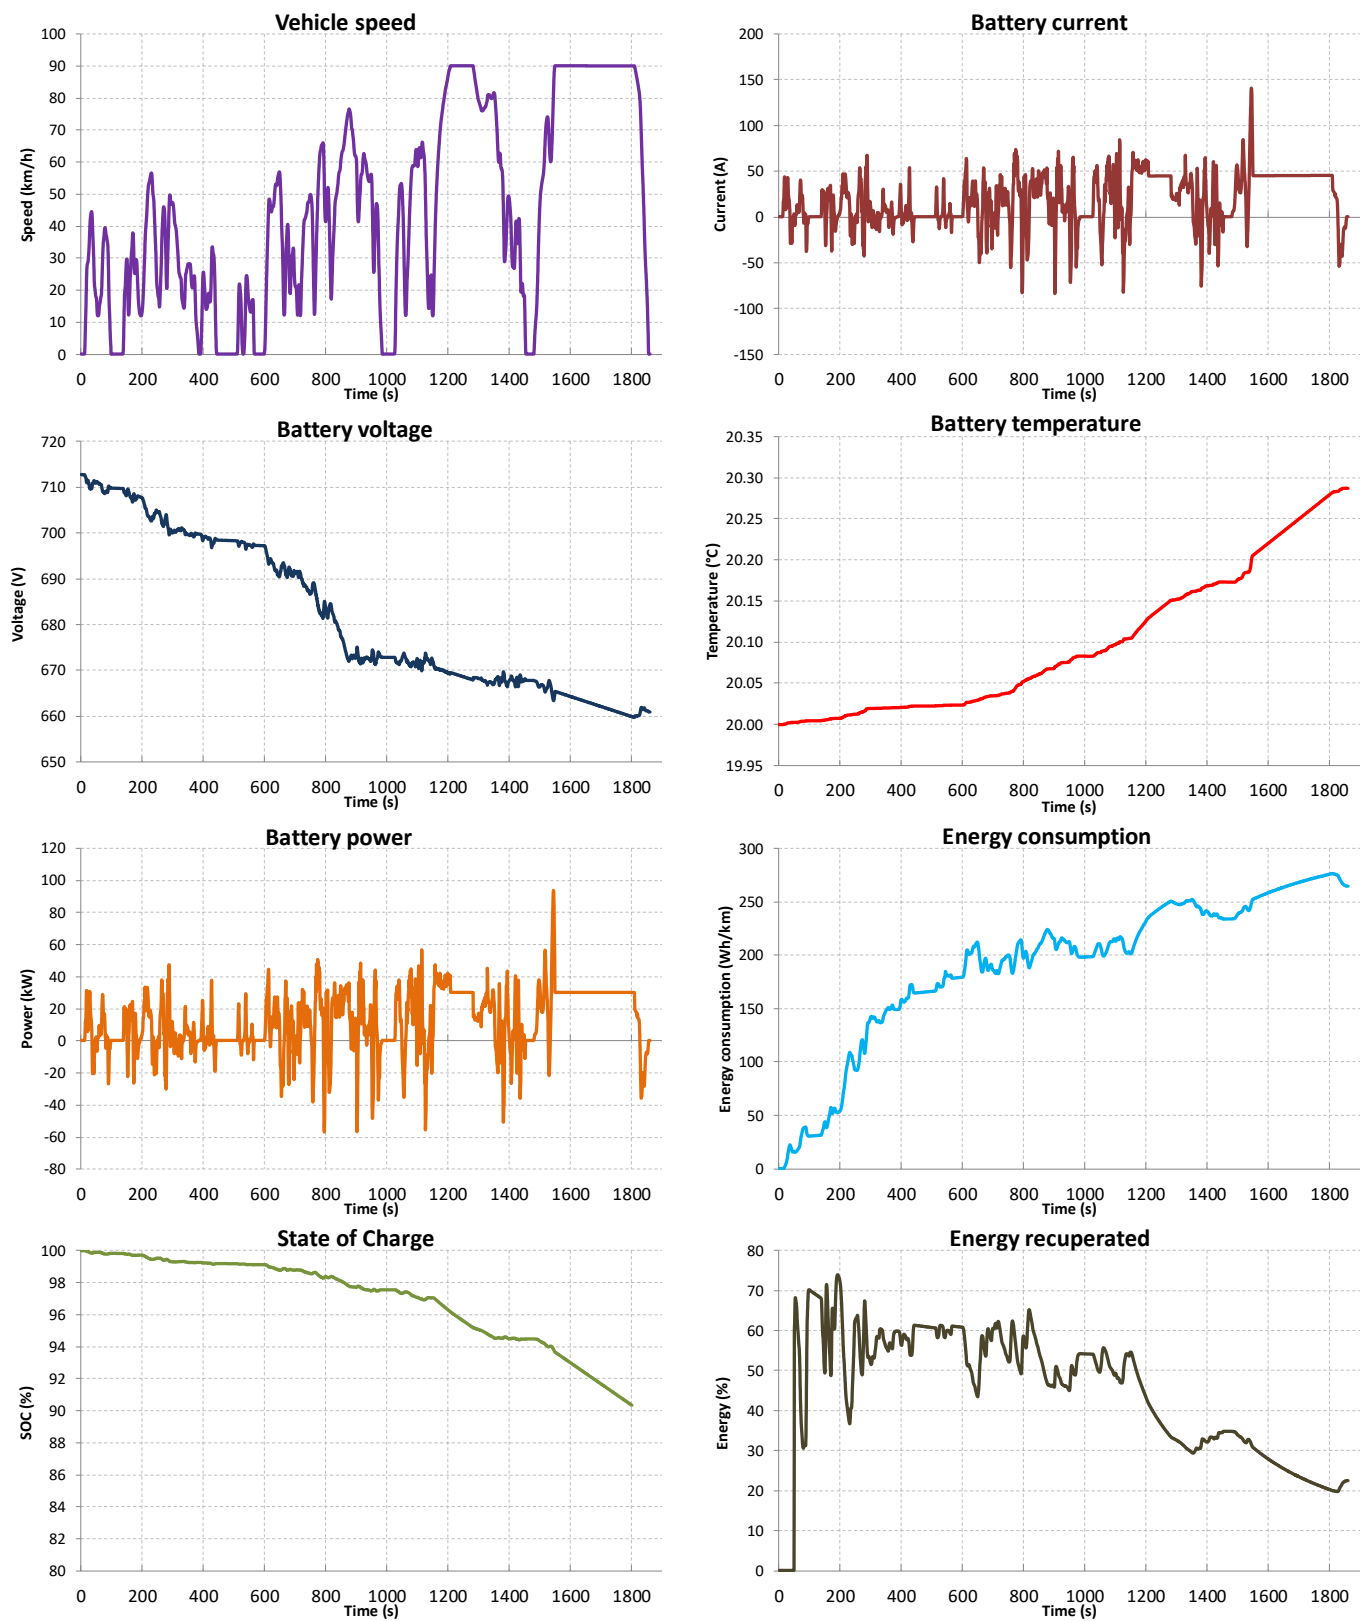 Vehicle speed
100
90
80
70
60
50
40
30
20
10
0
Speed (km/h)
0 200 400 600 800 1000 1200 1400 1600 1800
Time (s)
Battery current
200
150
100
50
0
-50
-100
-150
Current (A)
0 200 400 600 800 1000 1200 1400 1600 1800
Time (s)
Battery voltage
720
710
700
690
680
670
660
650
Voltage (V)
0 200 400 600 800 1000 1200 1400 1600 1800
Time (s)
Battery temperature
20.35
20.30
20.25
20.20
20.15
20.10
20.05
20.00
19.95
Temperature (°C)
0 200 400 600 800 1000 1200 1400 1600 1800
Time (s)
Battery power
120
100
80
60
40
20
0
-20
-40
-60
-80
Power (kW)
0 200 400 600 800 1000 1200 1400 1600 1800
Time (s)
Energy consumption
300
250
200
150
100
50
0
Energy consumption (Wh/km)
0 200 400 600 800 1000 1200 1400 1600 1800
Time (s)
State of Charge
100
98
96
94
92
90
88
86
84
82
80
SOC (%)
0 200 400 600 800 1000 1200 1400 1600 1800
Time (s)
Energy recuperated
80
70
60
50
40
30
20
10
0
Energy (%)
0 200 400 600 800 1000 1200 1400 1600 1800
Time (s)